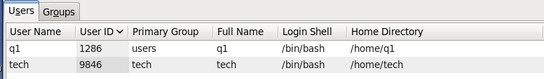 Users Groups
User Name User ID Primary Group Full Name Login Shell Home Directory
q1 1286 users q1 /bin/bash /home/q1
tech 9846 tech tech /bin/bash /home/tech